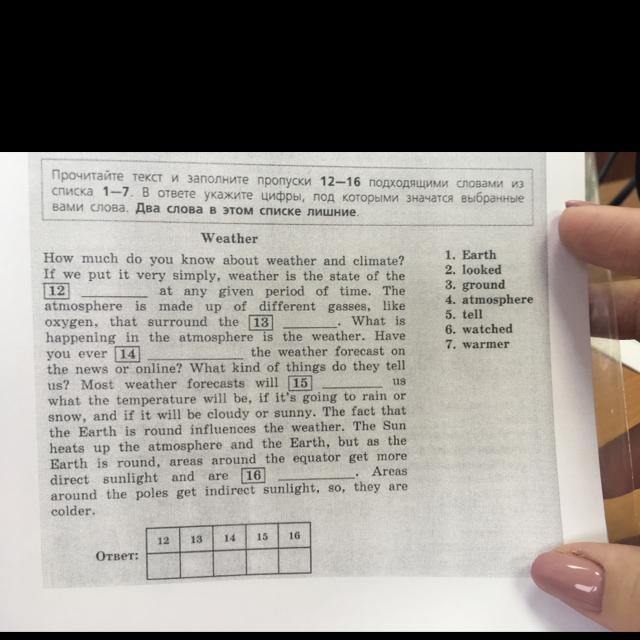 Прочитайте текст и заполните пропуски 12—16 подходящими словами из
списка 1—7. В ответе укажите цифры, под которыми значатся выбранные
вами слова. Два слова в этом списке лишние.
Weather
How much do you know about weather and climate?
If we put it very simply, weather is the state of the
12 ________ at any given period of time. The
atmosphere is made up of different gasses, like
oxygen, that surround the 13 ________. What is
happening in the atmosphere is the weather. Have
you ever 14 ________ the weather forecast on
the news or online? What kind of things do they tell
us? Most weather forecasts will 15 ________ us
what the temperature will be, if it's going to rain or
snow, and if it will be cloudy or sunny. The fact that
the Earth is round influences the weather. The Sun
heats up the atmosphere and the Earth, but as the
Earth is round, areas around the equator get more
direct sunlight and are 16 ________. Areas
around the poles get indirect sunlight, so, they are
colder.
1. Earth
2. looked
3. ground
4. atmosphere
5. tell
6. watched
7. warmer
Ответ:
12 13 14 15 16